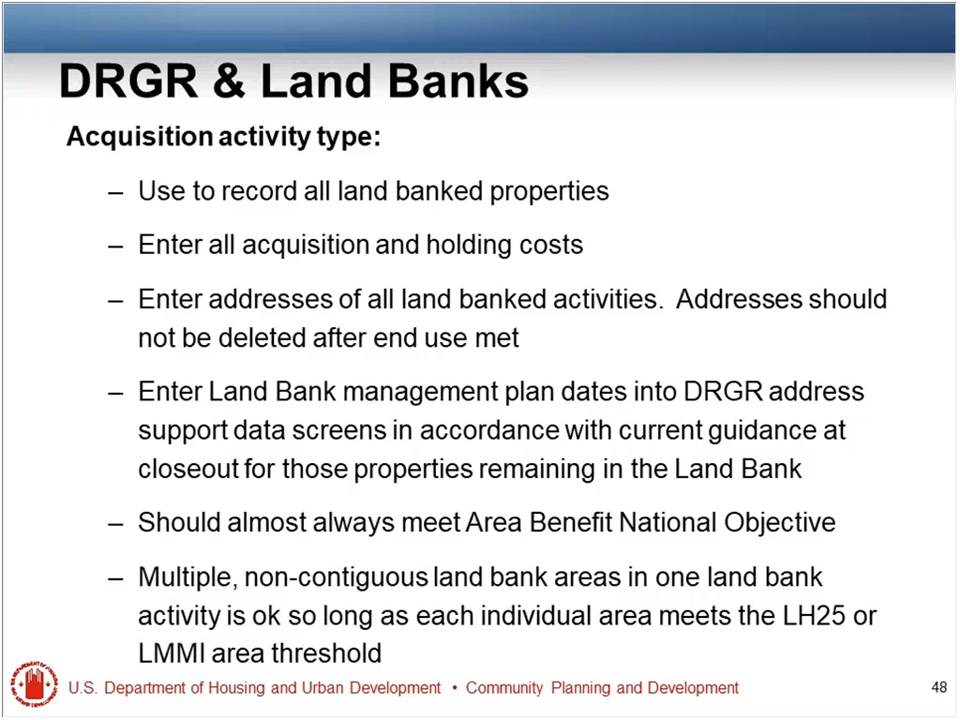 DRGR & Land Banks
Acquisition activity type:
– Use to record all land banked properties
– Enter all acquisition and holding costs
– Enter addresses of all land banked activities.  Addresses should
not be deleted after end use met
– Enter Land Bank management plan dates into DRGR address
support data screens in accordance with current guidance at
closeout for those properties remaining in the Land Bank
– Should almost always meet Area Benefit National Objective
– Multiple, non-contiguous land bank areas in one land bank
activity is ok so long as each individual area meets the LH25 or
LMMI area threshold
U.S. Department of Housing and Urban Development • Community Planning and Development
48